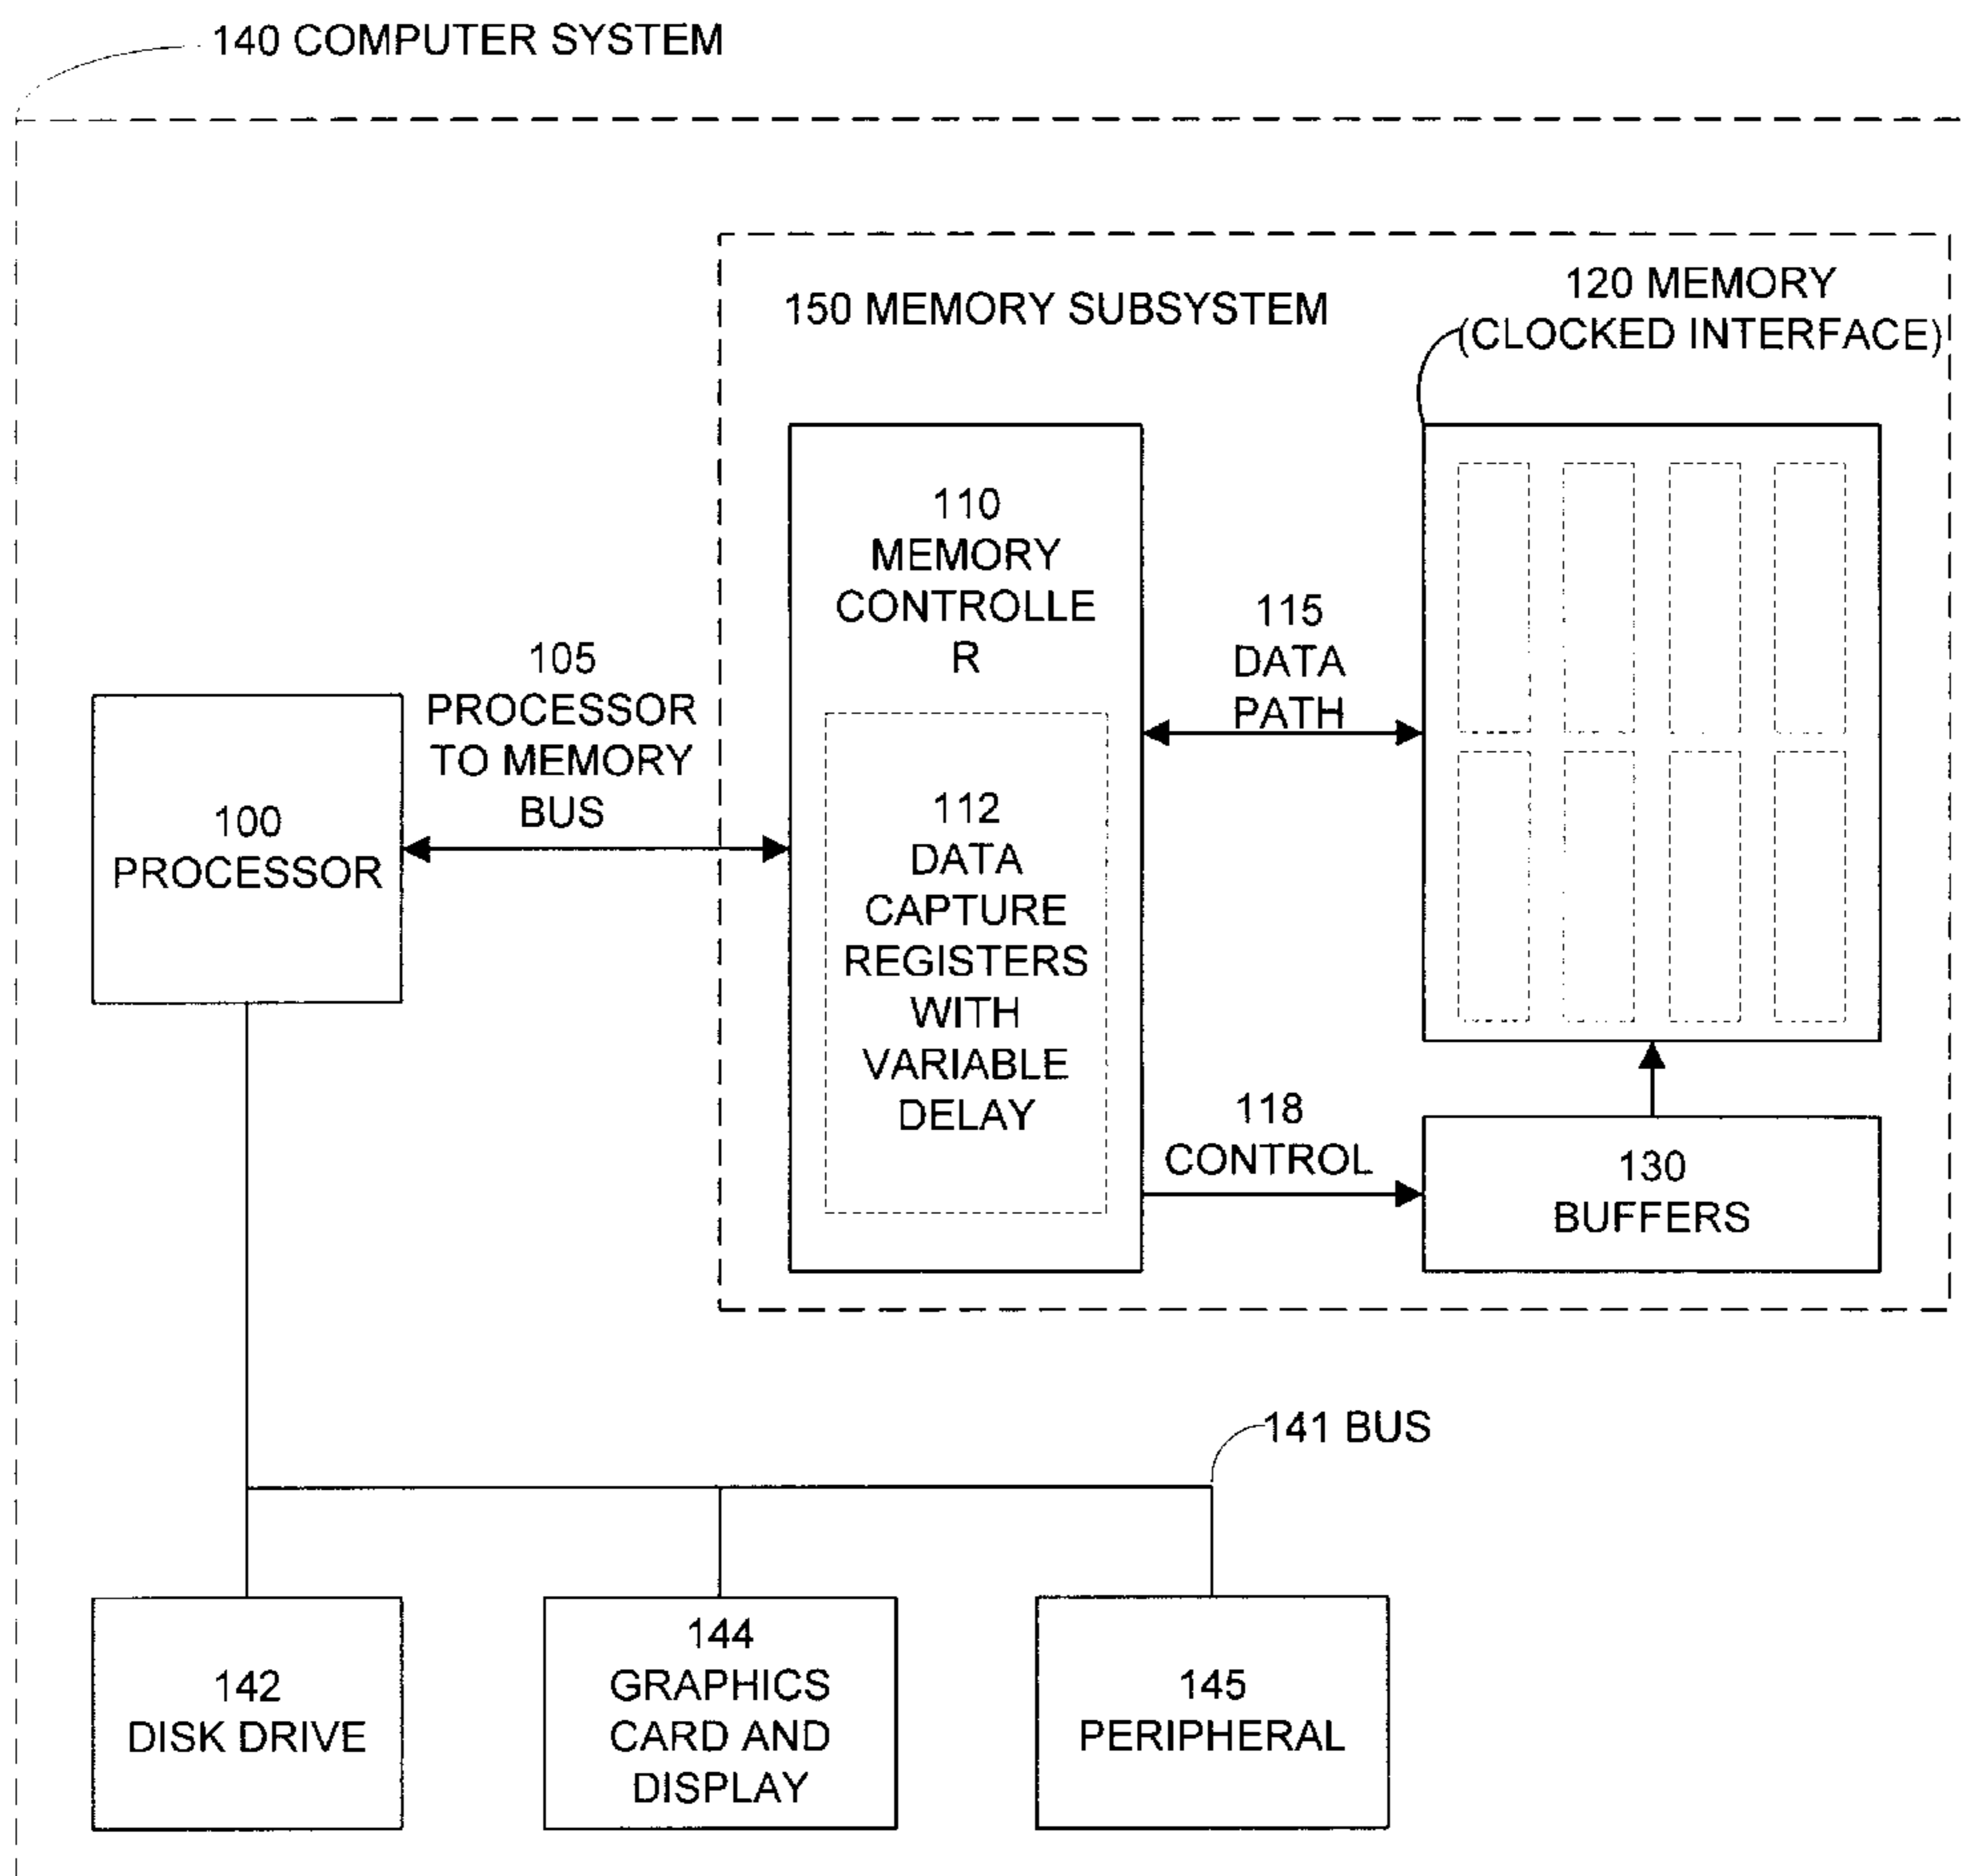 140 COMPUTER SYSTEM
150 MEMORY SUBSYSTEM
120 MEMORY
(CLOCKED INTERFACE)
110
MEMORY
CONTROLLE
R
115
DATA
PATH
105
PROCESSOR
TO MEMORY
BUS
100
PROCESSOR
112
DATA
CAPTURE
REGISTERS
WITH
VARIABLE
DELAY
118
CONTROL
130
BUFFERS
141 BUS
142
DISK DRIVE
144
GRAPHICS
CARD AND
DISPLAY
145
PERIPHERAL